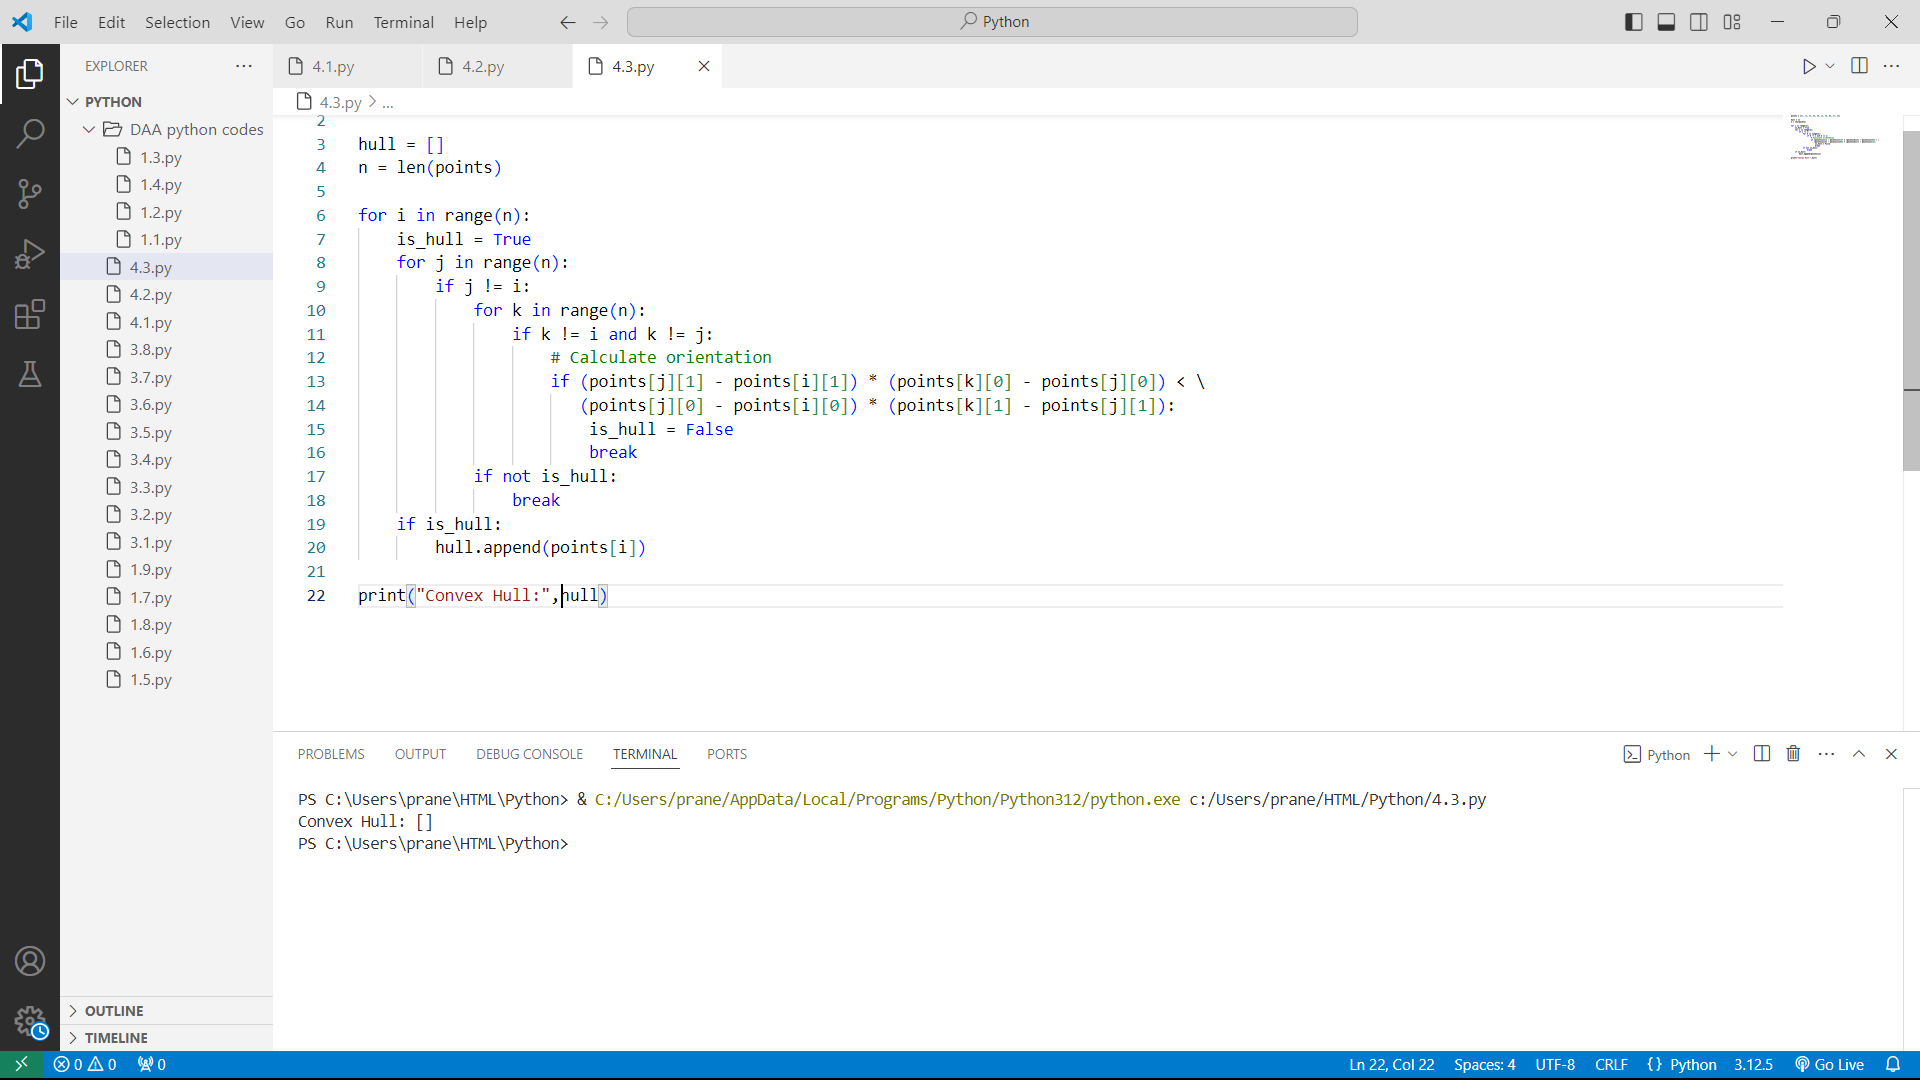 File Edit Selection View Go Run Terminal Help
Python
EXPLORER
4.1.py
4.2.py
4.3.py
PYTHON
4.3.py > ...
DAA python codes
1.3.py
1.4.py
1.2.py
1.1.py
4.3.py
4.2.py
4.1.py
3.8.py
3.7.py
3.6.py
3.5.py
3.4.py
3.3.py
3.2.py
3.1.py
1.9.py
1.7.py
1.8.py
1.6.py
1.5.py
OUTLINE
TIMELINE
2
3 hull = []
4 n = len(points)
5
6 for i in range(n):
7     is_hull = True
8     for j in range(n):
9         if j != i:
10             for k in range(n):
11                 if k != i and k != j:
12                     # Calculate orientation
13                     if (points[j][1] - points[i][1]) * (points[k][0] - points[j][0]) < \
14                        (points[j][0] - points[i][0]) * (points[k][1] - points[j][1]):
15                         is_hull = False
16                         break
17             if not is_hull:
18                 break
19     if is_hull:
20         hull.append(points[i])
21
22 print("Convex Hull:",hull)
PROBLEMS OUTPUT DEBUG CONSOLE TERMINAL PORTS
Python
PS C:\Users\prane\HTML\Python> & C:/Users/prane/AppData/Local/Programs/Python/Python312/python.exe c:/Users/prane/HTML/Python/4.3.py
Convex Hull: []
PS C:\Users\prane\HTML\Python>
0 0 0
Ln 22, Col 22 Spaces: 4 UTF-8 CRLF {} Python 3.12.5 Go Live